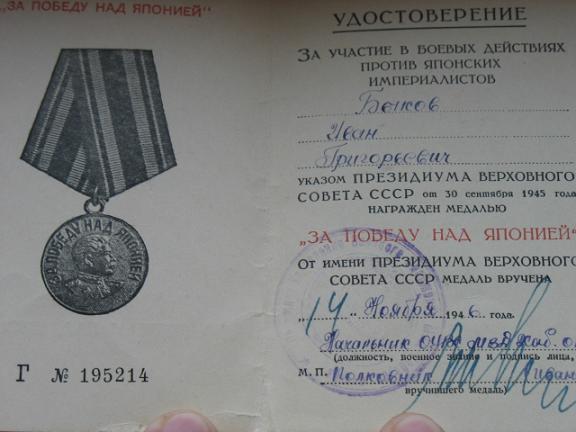 „ЗА ПОБЕДУ НАД ЯПОНИЕЙ"
ЗА ПОБЕДУ НАД ЯПОНИЕЙ
Г № 195214
УДОСТОВЕРЕНИЕ
ЗА УЧАСТИЕ В БОЕВЫХ ДЕЙСТВИЯХ
ПРОТИВ ЯПОНСКИХ
ИМПЕРИАЛИСТОВ
Иван
Григорьевич
УКАЗОМ ПРЕЗИДИУМА ВЕРХОВНОГО
СОВЕТА СССР от 30 сентября 1945 года
НАГРАЖДЕН МЕДАЛЬЮ
„ЗА ПОБЕДУ НАД ЯПОНИЕЙ"
От имени ПРЕЗИДИУМА ВЕРХОВНОГО
СОВЕТА СССР МЕДАЛЬ ВРУЧЕНА
„14" Ноября 1946 года.
Начальник
(должность, военное звание и подпись лица,
М. П. Полковник
вручившего медаль)